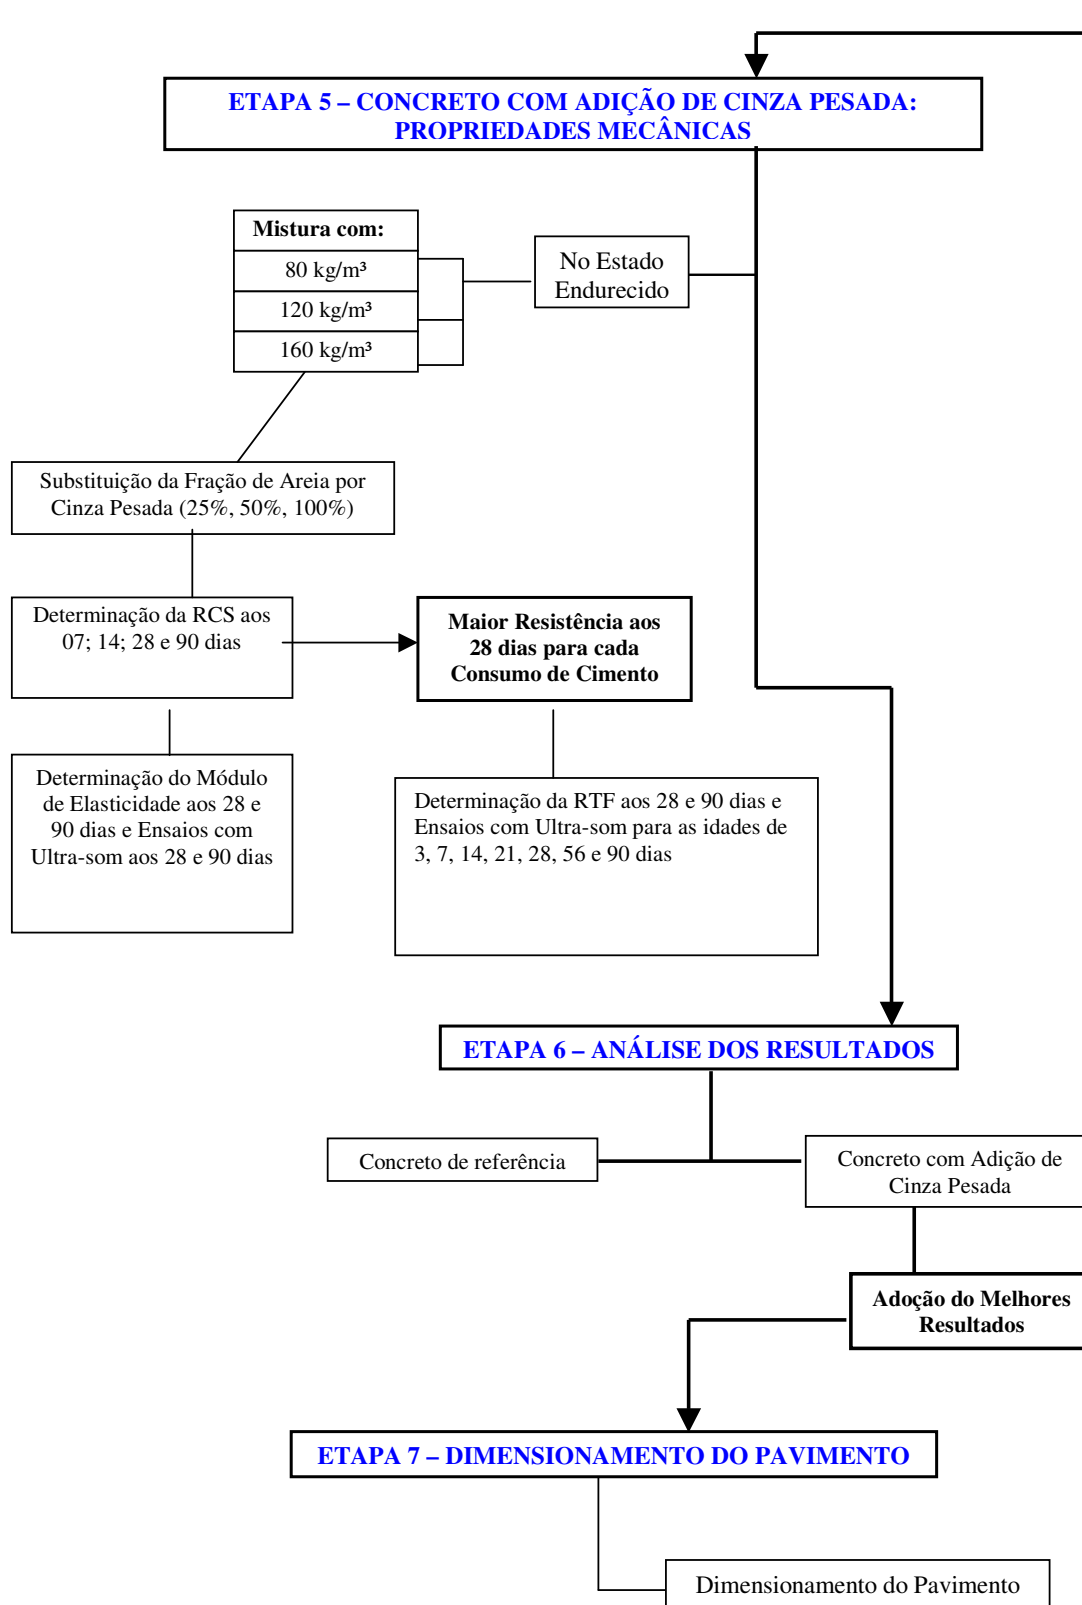 ETAPA 5 – CONCRETO COM ADIÇÃO DE CINZA PESADA:
PROPRIEDADES MECÂNICAS
Mistura com:
80 kg/m³
120 kg/m³
160 kg/m³
No Estado
Endurecido
Substituição da Fração de Areia por
Cinza Pesada (25%, 50%, 100%)
Determinação da RCS aos
07; 14; 28 e 90 dias
Maior Resistência aos
28 dias para cada
Consumo de Cimento
Determinação do Módulo
de Elasticidade aos 28 e
90 dias e Ensaios com
Ultra-som aos 28 e 90 dias
Determinação da RTF aos 28 e 90 dias e
Ensaios com Ultra-som para as idades de
3, 7, 14, 21, 28, 56 e 90 dias
ETAPA 6 – ANÁLISE DOS RESULTADOS
Concreto de referência
Concreto com Adição de
Cinza Pesada
Adoção do Melhores
Resultados
ETAPA 7 – DIMENSIONAMENTO DO PAVIMENTO
Dimensionamento do Pavimento